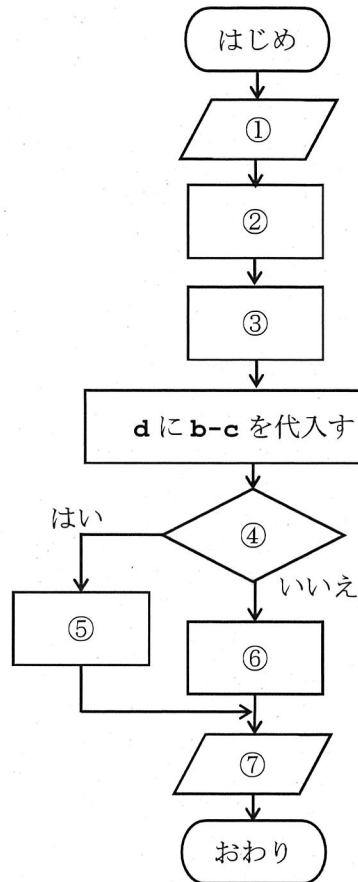 はじめ
①
②
③
d に b-c を代入す
④
はい
いいえ
⑤
⑥
⑦
おわり